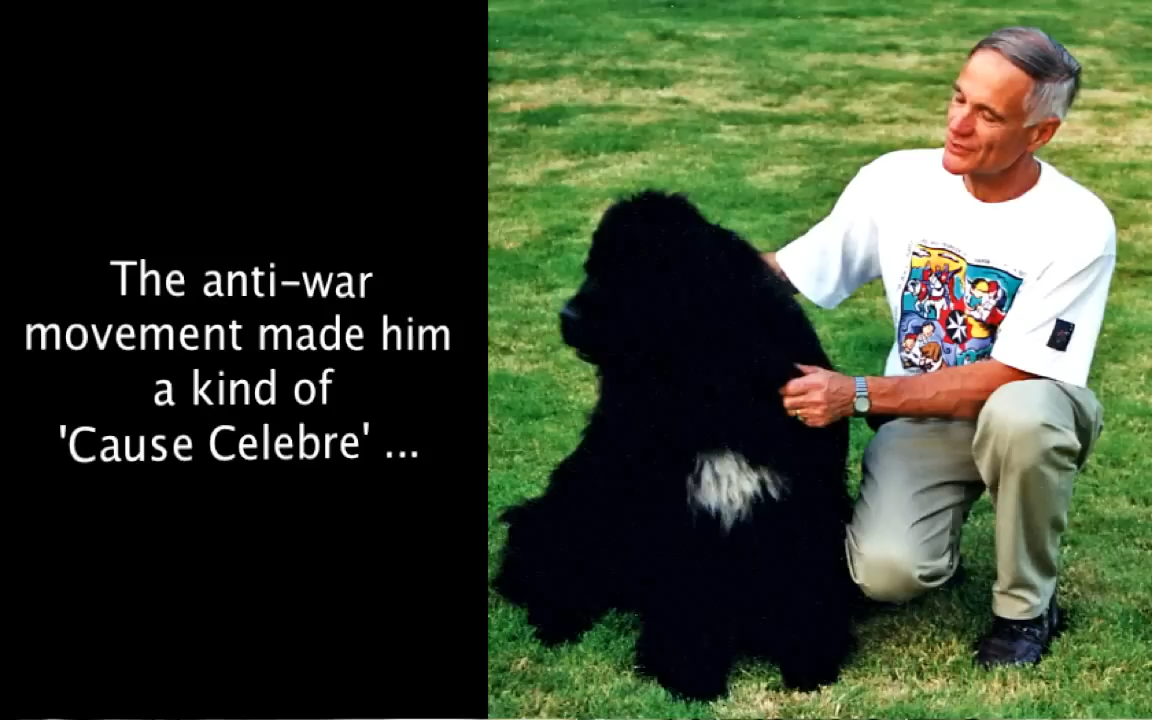 The anti-war
movement made him
a kind of
'Cause Celebre' ...